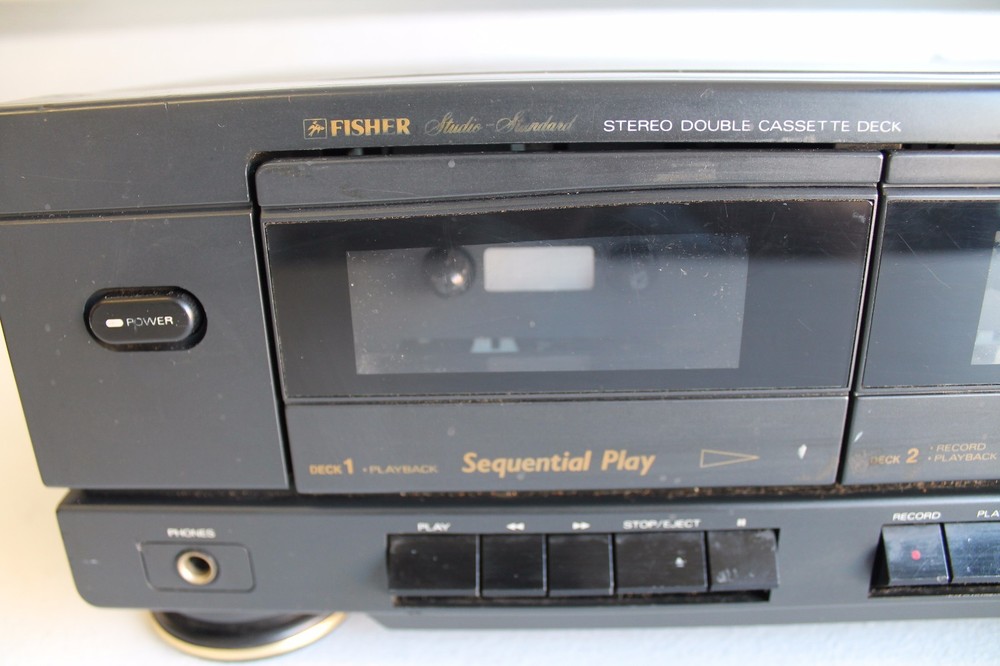 FISHER Studio-Standard STEREO DOUBLE CASSETTE DECK
POWER
DECK 1 • PLAYBACK Sequential Play
DECK 2 • RECORD
• PLAYBACK
PHONES
PLAY ◀◀ ▶▶ STOP/EJECT ⏸
RECORD